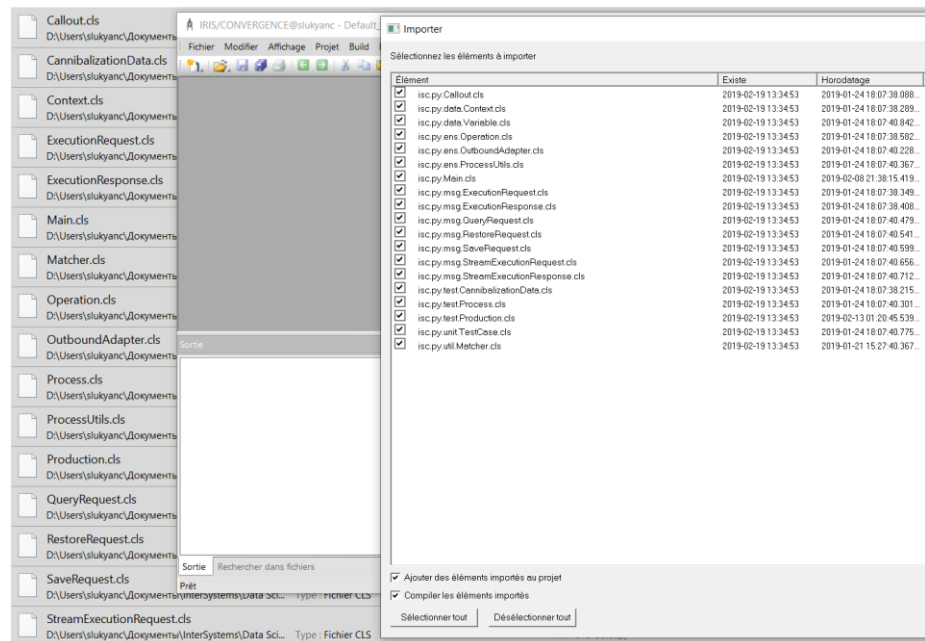 Callout.cls
D:\Users\slukyanc\Документы
CannibalizationData.cls
D:\Users\slukyanc\Документы
Context.cls
D:\Users\slukyanc\Документы
ExecutionRequest.cls
D:\Users\slukyanc\Документы
ExecutionResponse.cls
D:\Users\slukyanc\Документы
Main.cls
D:\Users\slukyanc\Документы
Matcher.cls
D:\Users\slukyanc\Документы
Operation.cls
D:\Users\slukyanc\Документы
OutboundAdapter.cls
D:\Users\slukyanc\Документы
Process.cls
D:\Users\slukyanc\Документы
ProcessUtils.cls
D:\Users\slukyanc\Документы
Production.cls
D:\Users\slukyanc\Документы
QueryRequest.cls
D:\Users\slukyanc\Документы
RestoreRequest.cls
D:\Users\slukyanc\Документы
SaveRequest.cls
D:\Users\slukyanc\Документы\InterSystems\Data Sci... Type : Fichier CLS
StreamExecutionRequest.cls
D:\Users\slukyanc\Документы\InterSystems\Data Sci... Type : Fichier CLS
IRIS/CONVERGENCE@slukyanc - Default_
Fichier Modifier Affichage Projet Build
Sortie
Sortie Rechercher dans fichiers
Prêt
Importer
Sélectionnez les éléments à importer
Élément Existe Horodatage
isc.py.Callout.cls 2019-02-19 13:34:53 2019-01-24 18:07:38.088...
isc.py.data.Context.cls 2019-02-19 13:34:53 2019-01-24 18:07:38.289...
isc.py.data.Variable.cls 2019-02-19 13:34:53 2019-01-24 18:07:40.842...
isc.py.ens.Operation.cls 2019-02-19 13:34:53 2019-01-24 18:07:38.582...
isc.py.ens.OutboundAdapter.cls 2019-02-19 13:34:53 2019-01-24 18:07:40.228...
isc.py.ens.ProcessUtils.cls 2019-02-19 13:34:53 2019-01-24 18:07:40.367...
isc.py.Main.cls 2019-02-19 13:34:53 2019-02-08 21:38:15.419...
isc.py.msg.ExecutionRequest.cls 2019-02-19 13:34:53 2019-01-24 18:07:38.349...
isc.py.msg.ExecutionResponse.cls 2019-02-19 13:34:53 2019-01-24 18:07:38.408...
isc.py.msg.QueryRequest.cls 2019-02-19 13:34:53 2019-01-24 18:07:40.479...
isc.py.msg.RestoreRequest.cls 2019-02-19 13:34:53 2019-01-24 18:07:40.541...
isc.py.msg.SaveRequest.cls 2019-02-19 13:34:53 2019-01-24 18:07:40.599...
isc.py.msg.StreamExecutionRequest.cls 2019-02-19 13:34:53 2019-01-24 18:07:40.656...
isc.py.msg.StreamExecutionResponse.cls 2019-02-19 13:34:53 2019-01-24 18:07:40.712...
isc.py.test.CannibalizationData.cls 2019-02-19 13:34:53 2019-01-24 18:07:38.215...
isc.py.test.Process.cls 2019-02-19 13:34:53 2019-01-24 18:07:40.301...
isc.py.test.Production.cls 2019-02-19 13:34:53 2019-02-13 01:20:45.539...
isc.py.unit.TestCase.cls 2019-02-19 13:34:53 2019-01-24 18:07:40.775...
isc.py.util.Matcher.cls 2019-02-19 13:34:53 2019-01-21 15:27:40.367...
Ajouter des éléments importés au projet
Compiler les éléments importés
Sélectionner tout Désélectionner tout